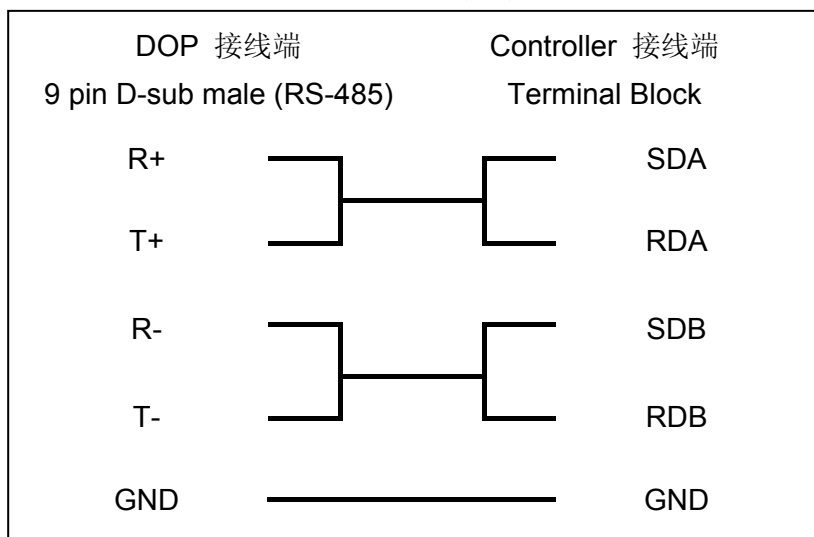 DOP 接线端 Controller 接线端
9 pin D-sub male (RS-485) Terminal Block
R+ SDA
T+ RDA
R- SDB
T- RDB
GND GND